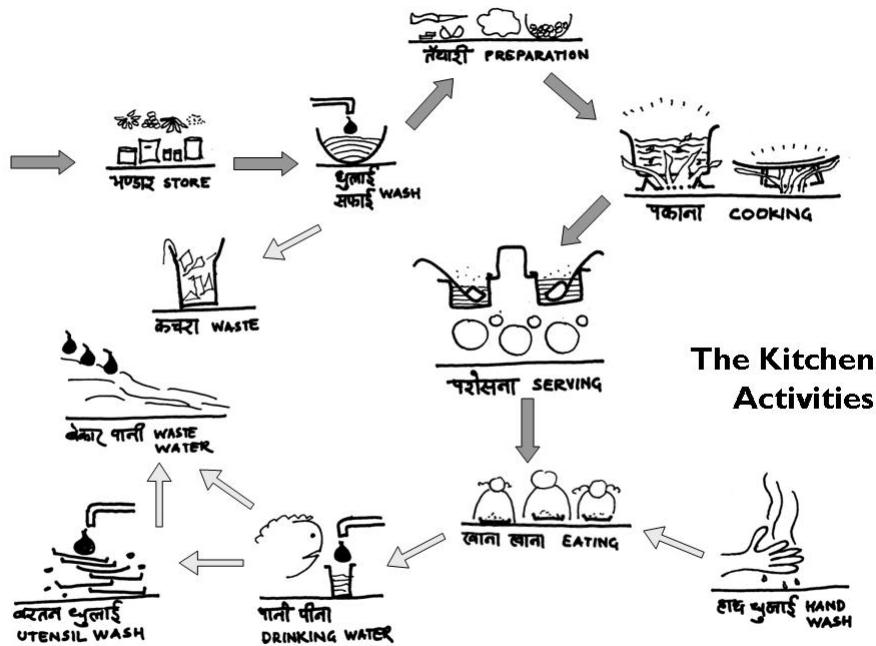 तैयारी PREPARATION
भण्डार STORE
धुलाई
सफाई WASH
पकाना COOKING
कचरा WASTE
परोसना SERVING
The Kitchen
Activities
बेकार पानी WASTE
WATER
खाना खाना EATING
हाथ धुलाई HAND
WASH
बरतन धुलाई
UTENSIL WASH
पानी पीना
DRINKING WATER